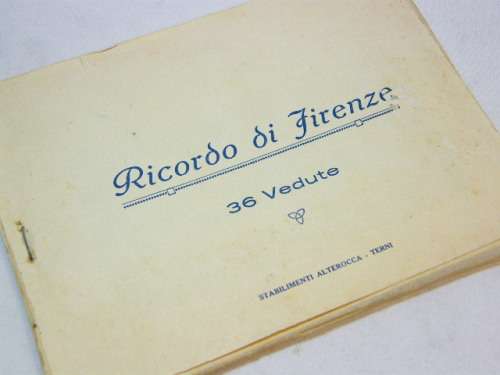 Ricordo di Firenze
36 Vedute
STABILIMENTI ALTEROCCA - TERNI